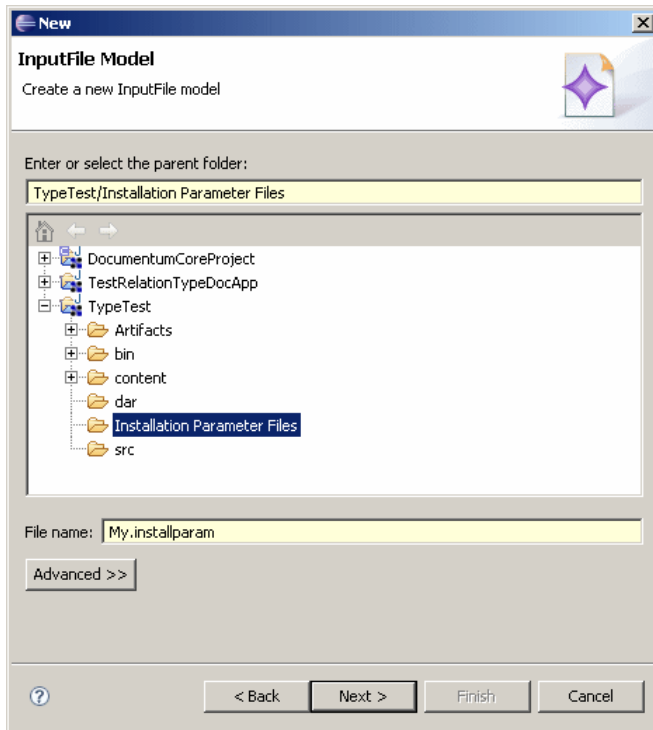 New
InputFile Model
Create a new InputFile model
Enter or select the parent folder:
TypeTest/Installation Parameter Files
DocumentumCoreProject
TestRelationTypeDocApp
TypeTest
Artifacts
bin
content
dar
Installation Parameter Files
src
File name: My.installparam
Advanced >>
? < Back Next > Finish Cancel